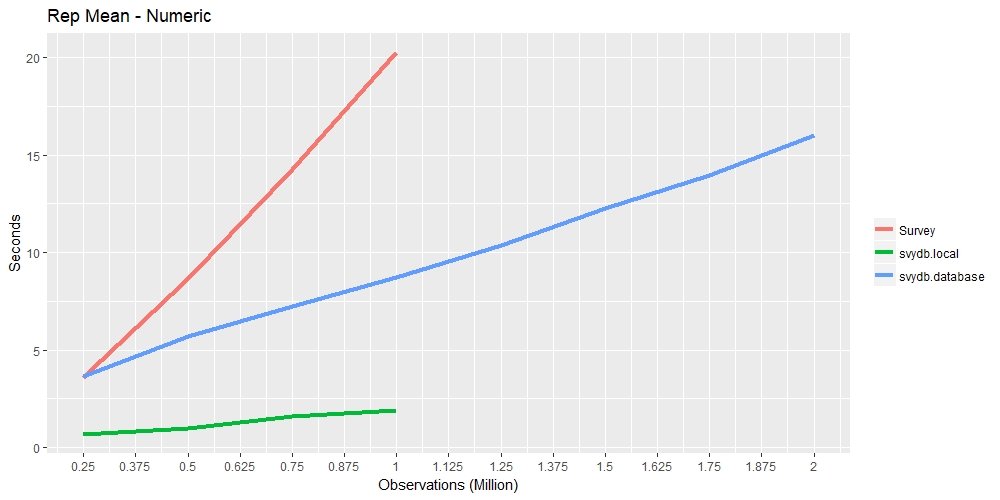 Rep Mean - Numeric
20
15
10
5
0
Seconds
0.25 0.375 0.5 0.625 0.75 0.875 1 1.125 1.25 1.375 1.5 1.625 1.75 1.875 2
Observations (Million)
Survey
svydb.local
svydb.database